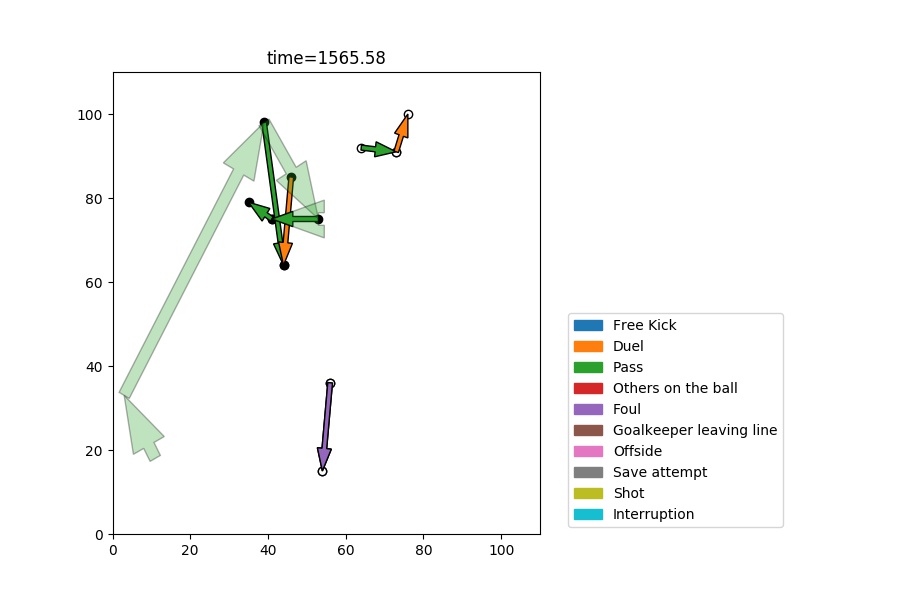 time=1565.58
100
80
60
40
20
0
0 20 40 60 80 100
Free Kick
Duel
Pass
Others on the ball
Foul
Goalkeeper leaving line
Offside
Save attempt
Shot
Interruption